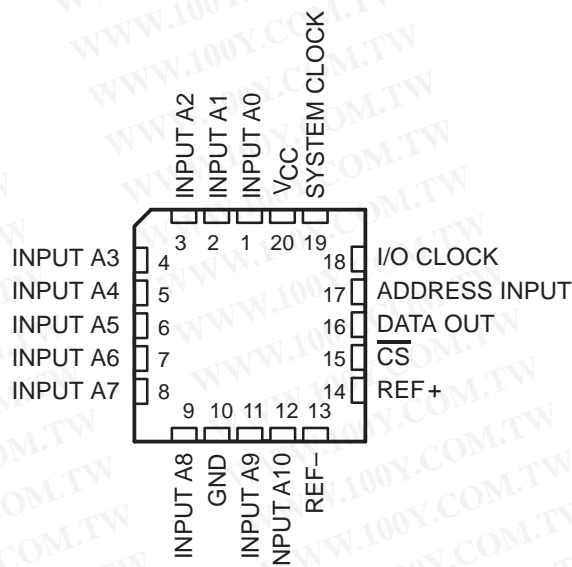 INPUT A2
INPUT A1
INPUT A0
VCC
SYSTEM CLOCK
3 2 1 20 19
INPUT A3 4
INPUT A4 5
INPUT A5 6
INPUT A6 7
INPUT A7 8
18 I/O CLOCK
17 ADDRESS INPUT
16 DATA OUT
15 C̅S̅
14 REF+
9 10 11 12 13
INPUT A8
GND
INPUT A9
NPUT A10
REF–
WWW.100Y.COM.TW